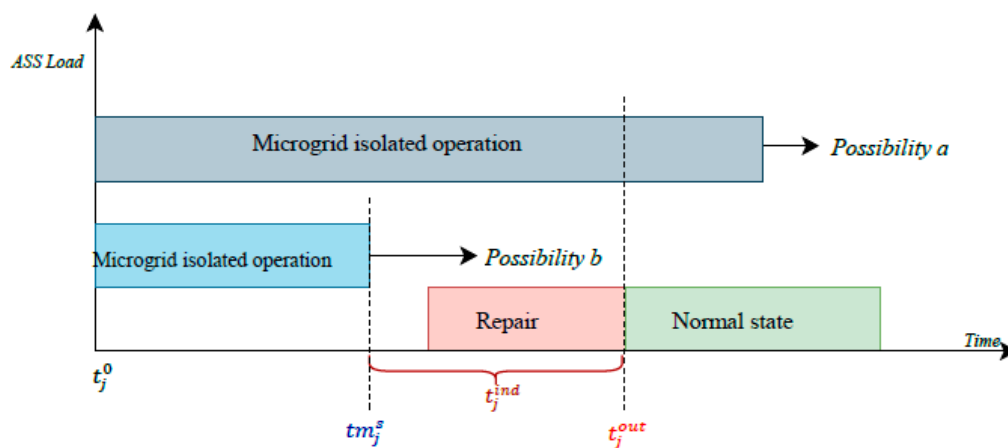 ASS Load
Microgrid isolated operation
Possibility a
Microgrid isolated operation
Possibility b
Repair
Normal state
Time
t_j^0
t_j^{ind}
tm_j^s
t_j^{out}